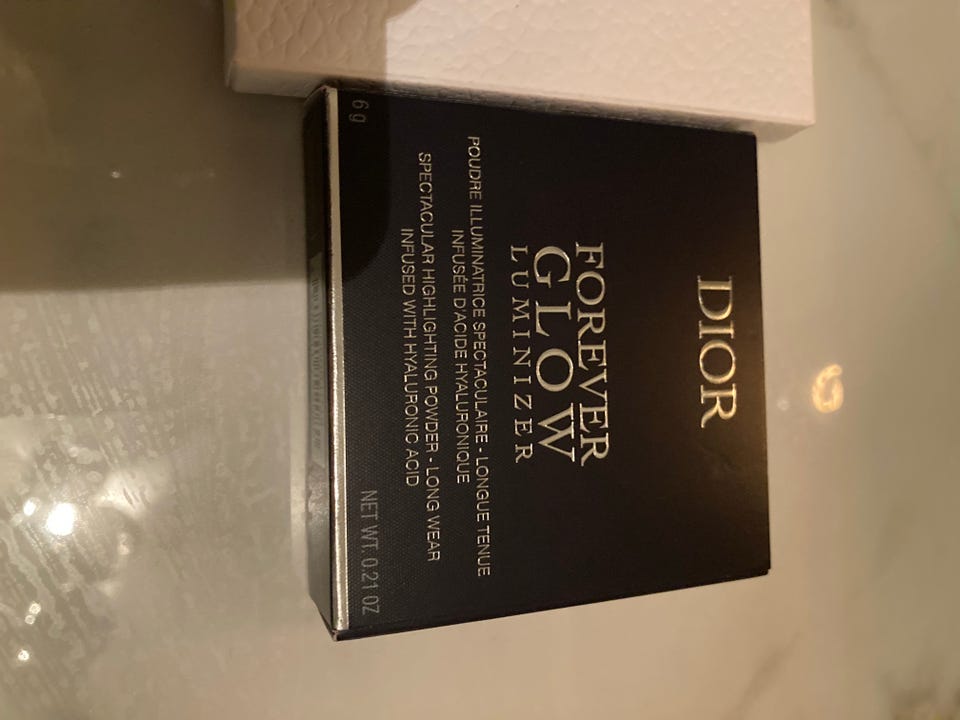 DIOR
FOREVER
GLOW
LUMINIZER
POUDRE ILLUMINATRICE SPECTACULAIRE - LONGUE TENUE
INFUSÉE D'ACIDE HYALURONIQUE
SPECTACULAR HIGHLIGHTING POWDER - LONG WEAR
INFUSED WITH HYALURONIC ACID
6 g
NET WT. 0.21 OZ